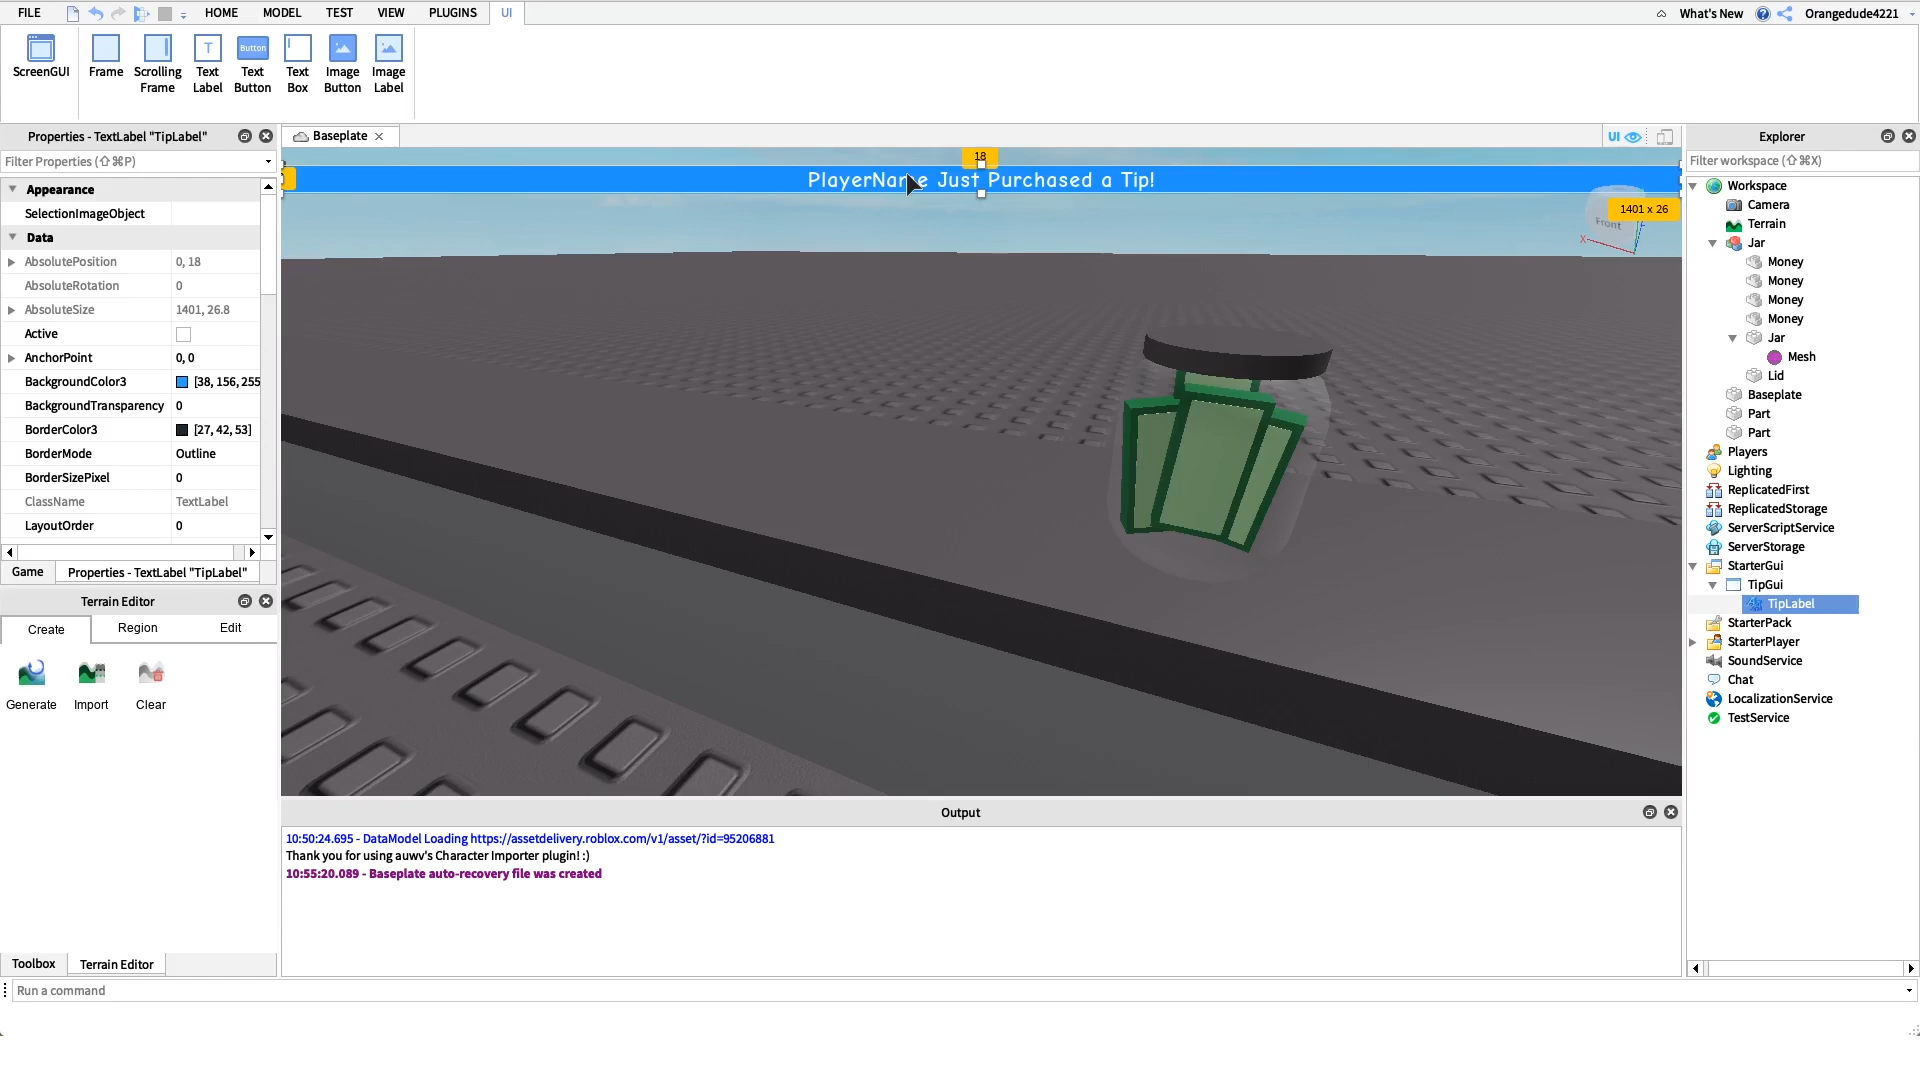 FILE HOME MODEL TEST VIEW PLUGINS UI What's New Orangedude4221
ScreenGUI
Frame
Scrolling
Frame
Text
Label
Button
Text
Button
Text
Box
Image
Button
Image
Label
Properties - TextLabel "TipLabel"
Filter Properties (⇧⌘P)
Appearance
SelectionImageObject
Data
AbsolutePosition 0, 18
AbsoluteRotation 0
AbsoluteSize 1401, 26.8
Active
AnchorPoint 0, 0
BackgroundColor3 [38, 156, 255
BackgroundTransparency 0
BorderColor3 [27, 42, 53]
BorderMode Outline
BorderSizePixel 0
ClassName TextLabel
LayoutOrder 0
Game Properties - TextLabel "TipLabel"
Terrain Editor
Create Region Edit
Generate Import Clear
Toolbox Terrain Editor
Baseplate
UI
18
PlayerName Just Purchased a Tip!
1401 x 26
Front
X
Output
10:50:24.695 - DataModel Loading https://assetdelivery.roblox.com/v1/asset/?id=95206881
Thank you for using auwv's Character Importer plugin! :)
10:55:20.089 - Baseplate auto-recovery file was created
Explorer
Filter workspace (⇧⌘X)
Workspace
Camera
Terrain
Jar
Money
Money
Money
Money
Jar
Mesh
Lid
Baseplate
Part
Part
Players
Lighting
ReplicatedFirst
ReplicatedStorage
ServerScriptService
ServerStorage
StarterGui
TipGui
TipLabel
StarterPack
StarterPlayer
SoundService
Chat
LocalizationService
TestService
Run a command